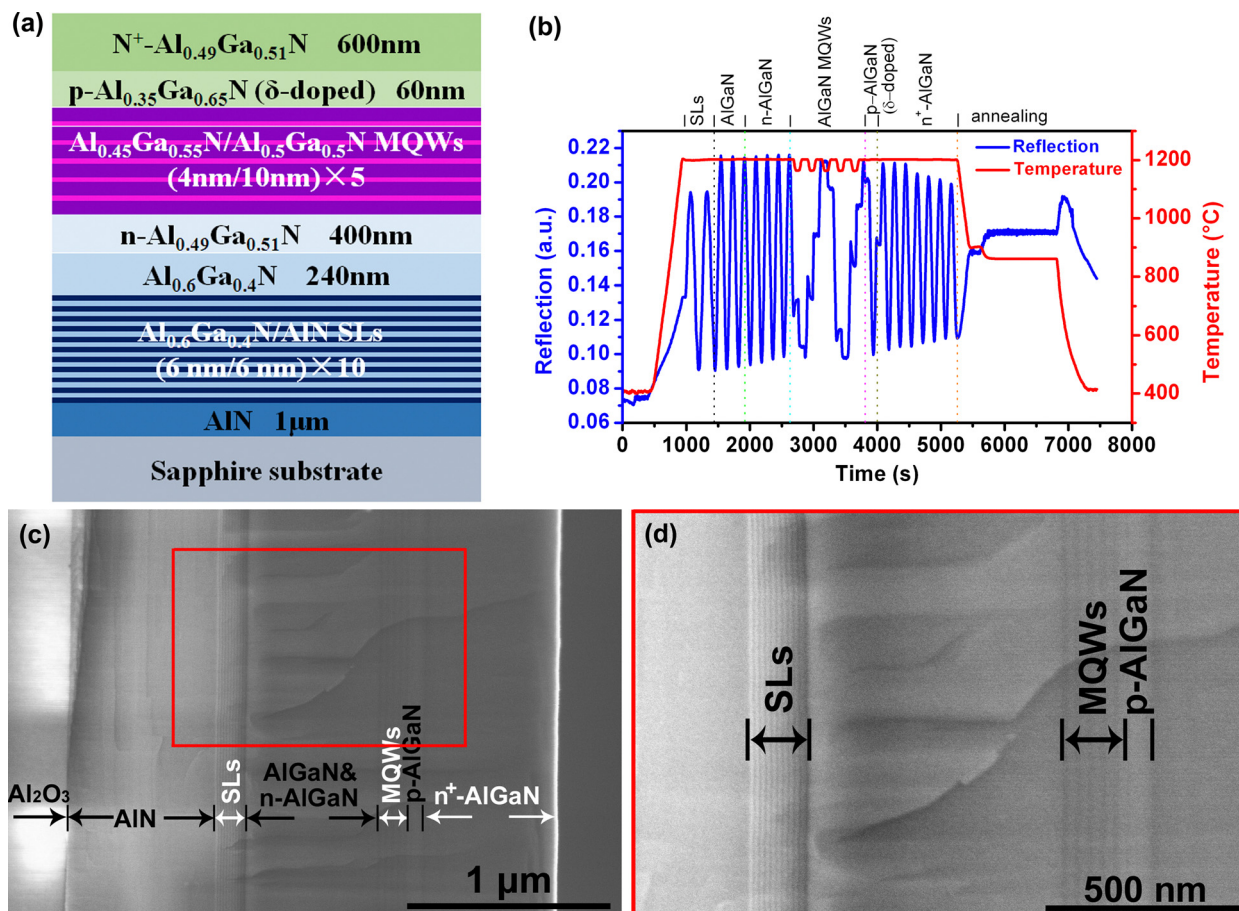 (a)
N⁺-Al₀.₄₉Ga₀.₅₁N 600nm
p-Al₀.₃₅Ga₀.₆₅N (δ-doped) 60nm
Al₀.₄₅Ga₀.₅₅N/Al₀.₅Ga₀.₅N MQWs
(4nm/10nm)×5
n-Al₀.₄₉Ga₀.₅₁N 400nm
Al₀.₆Ga₀.₄N 240nm
Al₀.₆Ga₀.₄N/AlN SLs
(6 nm/6 nm)×10
AlN 1μm
Sapphire substrate
(b)
SLs
AlGaN
n-AlGaN
AlGaN MQWs
p-AlGaN
(δ-doped)
n⁺-AlGaN
annealing
Reflection
Temperature
Reflection (a.u.)
0.22
0.20
0.18
0.16
0.14
0.12
0.10
0.08
0.06
1200
1000
800
600
400
Temperature (°C)
0 1000 2000 3000 4000 5000 6000 7000 8000
Time (s)
(c)
Al₂O₃
AlN
SLs
AlGaN&
n-AlGaN
MQWs
p-AlGaN
n⁺-AlGaN
1 μm
(d)
SLs
MQWs
p-AlGaN
500 nm